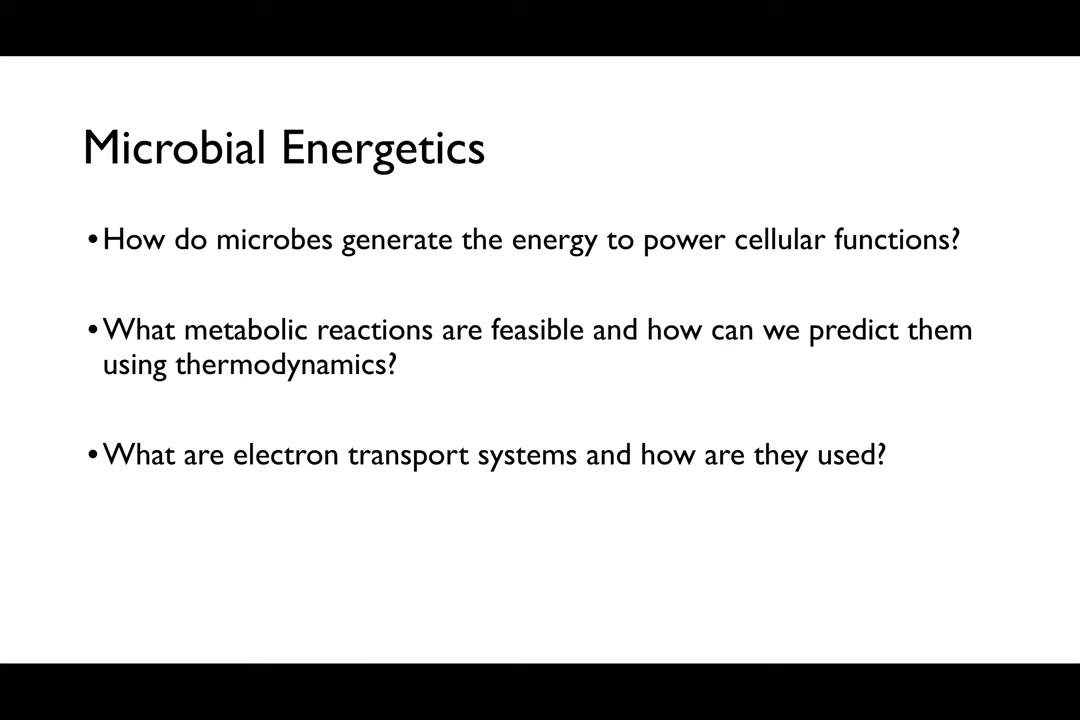 Microbial Energetics
•How do microbes generate the energy to power cellular functions?
•What metabolic reactions are feasible and how can we predict them
using thermodynamics?
•What are electron transport systems and how are they used?